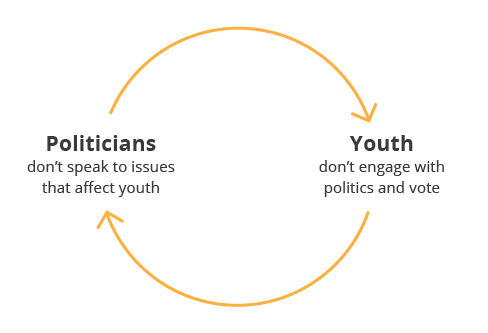 Politicians
don’t speak to issues
that affect youth
Youth
don’t engage with
politics and vote